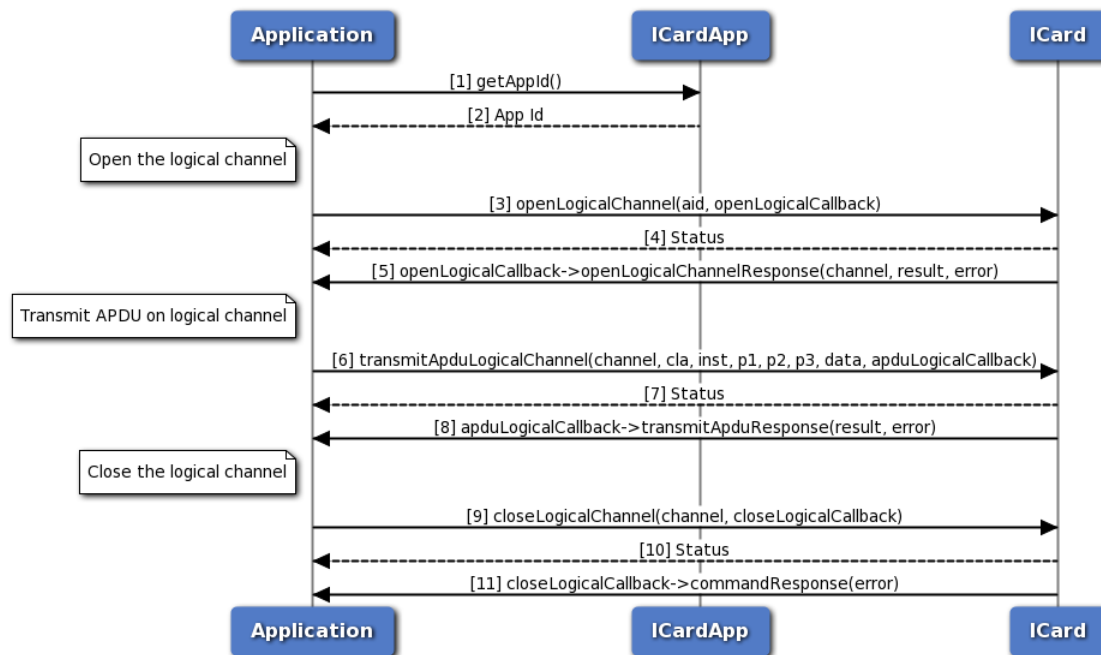 Application
ICardApp
ICard
[1] getAppId()
[2] App Id
Open the logical channel
[3] openLogicalChannel(aid, openLogicalCallback)
[4] Status
[5] openLogicalCallback->openLogicalChannelResponse(channel, result, error)
Transmit APDU on logical channel
[6] transmitApduLogicalChannel(channel, cla, inst, p1, p2, p3, data, apduLogicalCallback)
[7] Status
[8] apduLogicalCallback->transmitApduResponse(result, error)
Close the logical channel
[9] closeLogicalChannel(channel, closeLogicalCallback)
[10] Status
[11] closeLogicalCallback->commandResponse(error)
Application
ICardApp
ICard